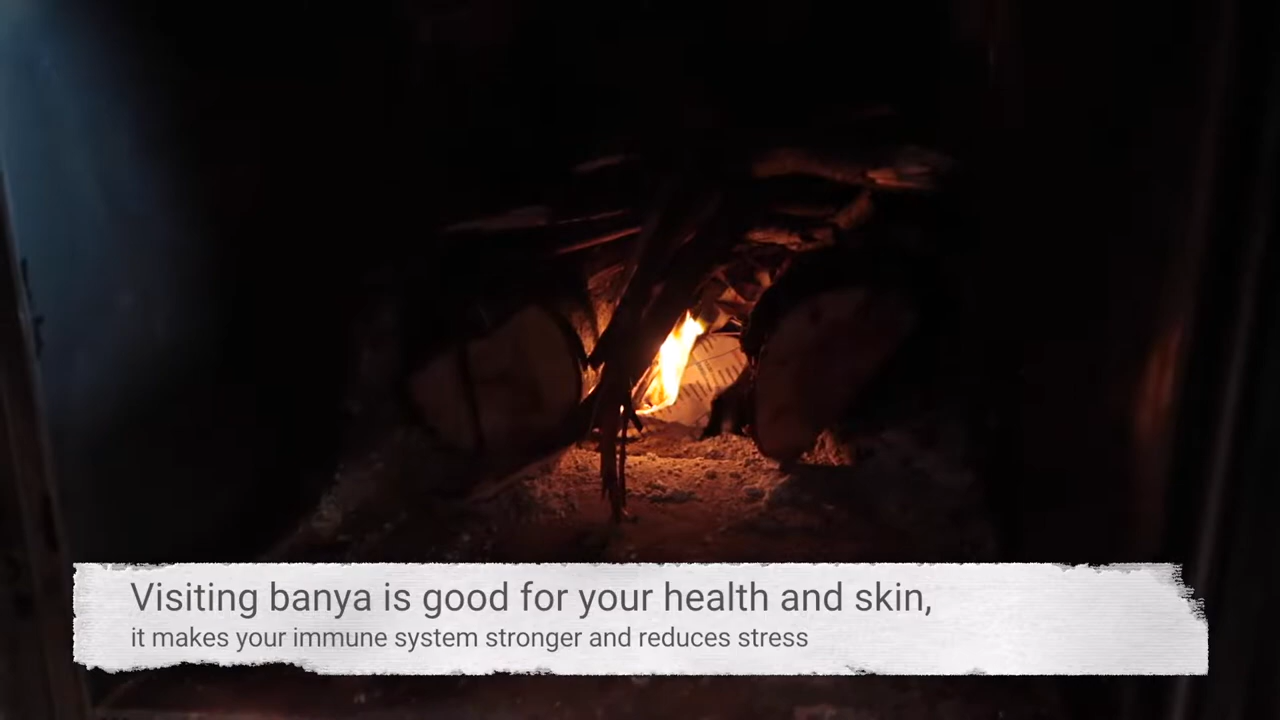 Visiting banya is good for your health and skin,
it makes your immune system stronger and reduces stress